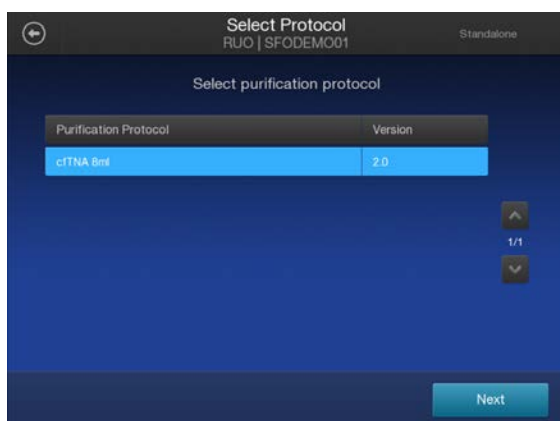 Select Protocol
RUO | SFODEMO01
Standalone
Select purification protocol
Purification Protocol Version
cfTNA 8ml 2.0
1/1
Next